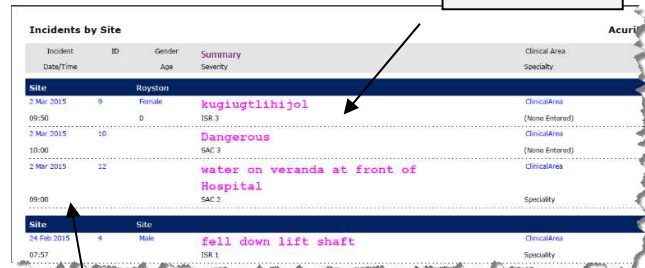 Incidents by Site Acuri
Incident ID Gender Summary Clinical Area
Date/Time Age Severity Specialty
Site Royston
2 Mar 2015 9 Female kugiugtlihijol ClinicalArea
09:50 0 ISR 3 (None Entered)
2 Mar 2015 10 Dangerous ClinicalArea
10:00 SAC 3 (None Entered)
2 Mar 2015 12 water on veranda at front of ClinicalArea
Hospital
09:00 SAC 2 Speciality
Site Site
24 Feb 2015 4 Male fell down lift shaft ClinicalArea
07:57 ISR 1 Speciality